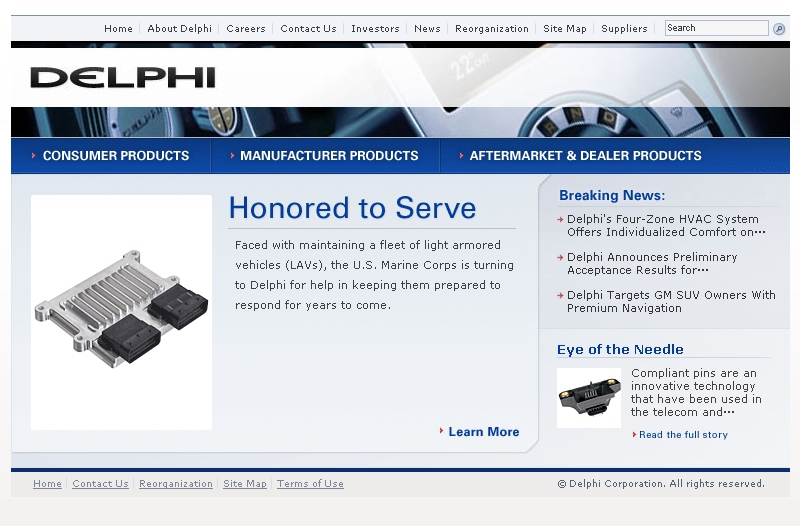 Home About Delphi Careers Contact Us Investors News Reorganization Site Map Suppliers Search
DELPHI
CONSUMER PRODUCTS MANUFACTURER PRODUCTS AFTERMARKET & DEALER PRODUCTS
Honored to Serve
Faced with maintaining a fleet of light armored
vehicles (LAVs), the U.S. Marine Corps is turning
to Delphi for help in keeping them prepared to
respond for years to come.
Learn More
Breaking News:
Delphi's Four-Zone HVAC System
Offers Individualized Comfort on···
Delphi Announces Preliminary
Acceptance Results for···
Delphi Targets GM SUV Owners With
Premium Navigation
Eye of the Needle
Compliant pins are an
innovative technology
that have been used in
the telecom and···
Read the full story
Home Contact Us Reorganization Site Map Terms of Use © Delphi Corporation. All rights reserved.